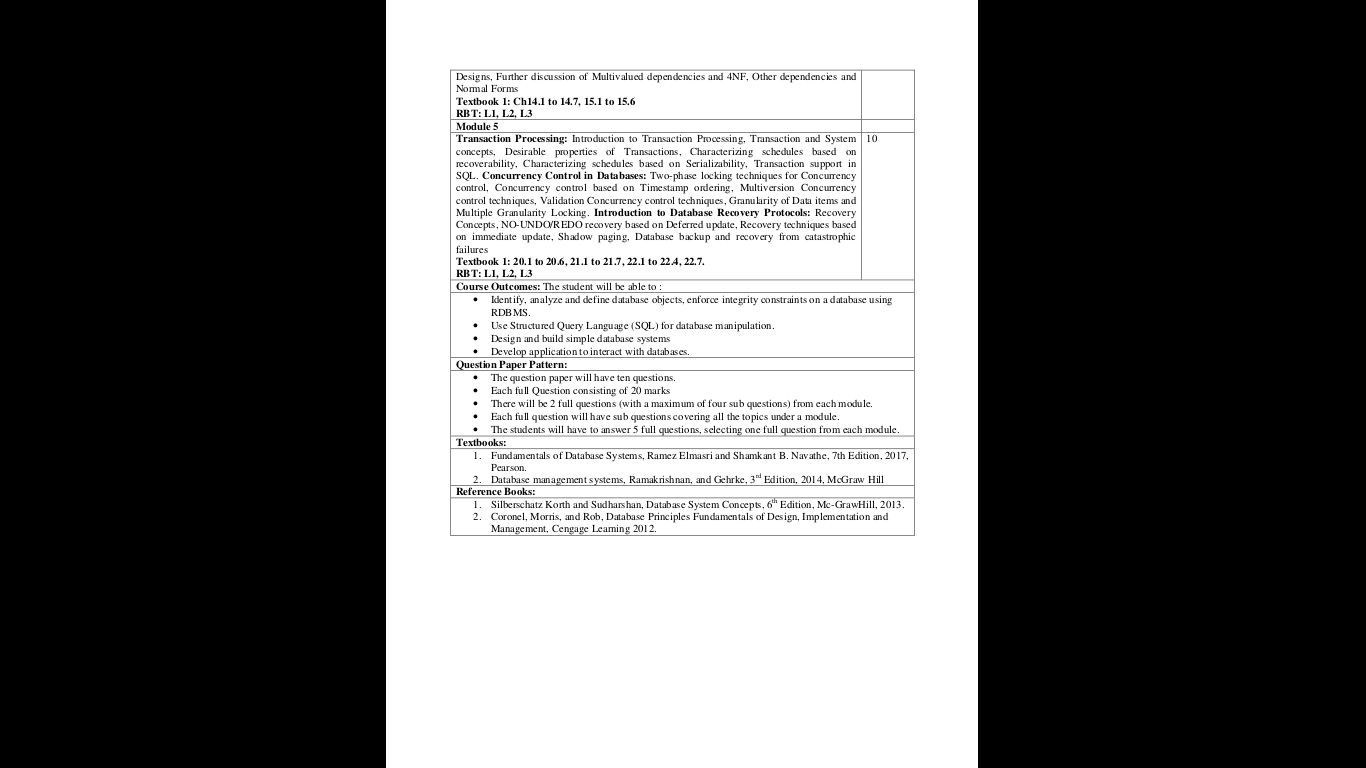 Designs, Further discussion of Multivalued dependencies and 4NF, Other dependencies and
Normal Forms
Textbook 1: Ch14.1 to 14.7, 15.1 to 15.6
RBT: L1, L2, L3
Module 5
Transaction Processing: Introduction to Transaction Processing, Transaction and System
10
concepts, Desirable properties of Transactions, Characterizing schedules based on
recoverability, Characterizing schedules based on Serializability, Transaction support in
SQL. Concurrency Control in Databases: Two-phase locking techniques for Concurrency
control, Concurrency control based on Timestamp ordering, Multiversion Concurrency
control techniques, Validation Concurrency control techniques, Granularity of Data items and
Multiple Granularity Locking. Introduction to Database Recovery Protocols: Recovery
Concepts, NO-UNDO/REDO recovery based on Deferred update, Recovery techniques based
on immediate update, Shadow paging, Database backup and recovery from catastrophic
failures
Textbook 1: 20.1 to 20.6, 21.1 to 21.7, 22.1 to 22.4, 22.7.
RBT: L1, L2, L3
Course Outcomes: The student will be able to :
• Identify, analyze and define database objects, enforce integrity constraints on a database using
RDBMS.
• Use Structured Query Language (SQL) for database manipulation.
• Design and build simple database systems
• Develop application to interact with databases.
Question Paper Pattern:
• The question paper will have ten questions.
• Each full Question consisting of 20 marks
• There will be 2 full questions (with a maximum of four sub questions) from each module.
• Each full question will have sub questions covering all the topics under a module.
• The students will have to answer 5 full questions, selecting one full question from each module.
Textbooks:
1. Fundamentals of Database Systems, Ramez Elmasri and Shamkant B. Navathe, 7th Edition, 2017,
Pearson.
2. Database management systems, Ramakrishnan, and Gehrke, 3rd Edition, 2014, McGraw Hill
Reference Books:
1. Silberschatz Korth and Sudharshan, Database System Concepts, 6th Edition, Mc-GrawHill, 2013.
2. Coronel, Morris, and Rob, Database Principles Fundamentals of Design, Implementation and
Management, Cengage Learning 2012.